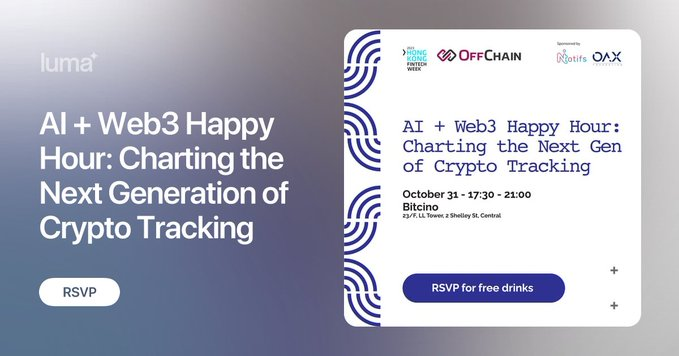 luma
AI + Web3 Happy
Hour: Charting the
Next Generation of
Crypto Tracking
RSVP
2023
HONG
KONG
FINTECH
WEEK
OFFCHAIN
Sponsored by
Notifs
OAX
FOUNDATION
AI + Web3 Happy Hour:
Charting the Next Gen
of Crypto Tracking
October 31 - 17:30 - 21:00
Bitcino
23/F, LL Tower, 2 Shelley St, Central
RSVP for free drinks